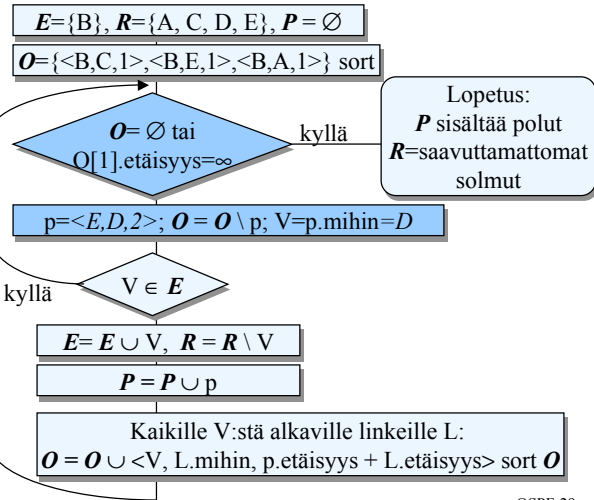 E={B}, R={A, C, D, E}, P = ∅
O={<B,C,1>,<B,E,1>,<B,A,1>} sort
O= ∅ tai
O[1].etäisyys=∞
kyllä
Lopetus:
P sisältää polut
R=saavuttamattomat
solmut
p=<E,D,2>; O = O \ p; V=p.mihin=D
V ∈ E
kyllä
E= E ∪ V, R = R \ V
P = P ∪ p
Kaikille V:stä alkaville linkeille L:
O = O ∪ <V, L.mihin, p.etäisyys + L.etäisyys> sort O